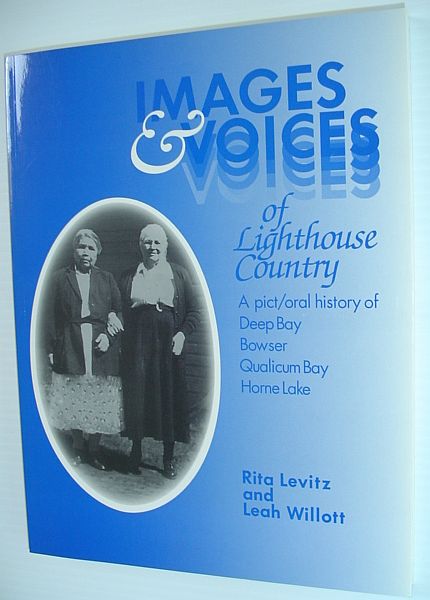 IMAGES
& VOICES
of
Lighthouse
Country
A pict/oral history of
Deep Bay
Bowser
Qualicum Bay
Horne Lake
Rita Levitz
and
Leah Willott